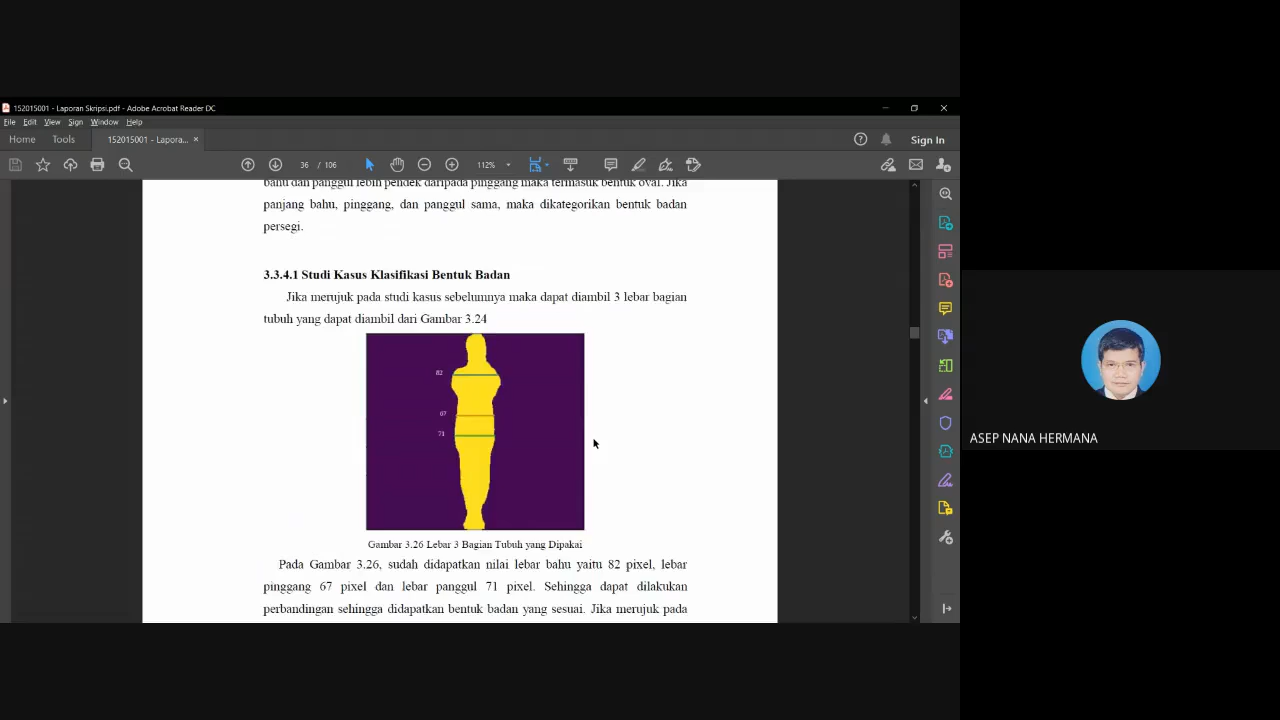 152015001 - Laporan Skripsi.pdf - Adobe Acrobat Reader DC
File Edit View Sign Window Help
Home Tools 152015001 - Lapora... × Sign In
36 / 106 112%
bahu dan panggul lebih pendek daripada pinggang maka termasuk bentuk oval. Jika
panjang bahu, pinggang, dan panggul sama, maka dikategorikan bentuk badan
persegi.
3.3.4.1 Studi Kasus Klasifikasi Bentuk Badan
Jika merujuk pada studi kasus sebelumnya maka dapat diambil 3 lebar bagian
tubuh yang dapat diambil dari Gambar 3.24
82
67
71
Gambar 3.26 Lebar 3 Bagian Tubuh yang Dipakai
Pada Gambar 3.26, sudah didapatkan nilai lebar bahu yaitu 82 pixel, lebar
pinggang 67 pixel dan lebar panggul 71 pixel. Sehingga dapat dilakukan
perbandingan sehingga didapatkan bentuk badan yang sesuai. Jika merujuk pada
ASEP NANA HERMANA